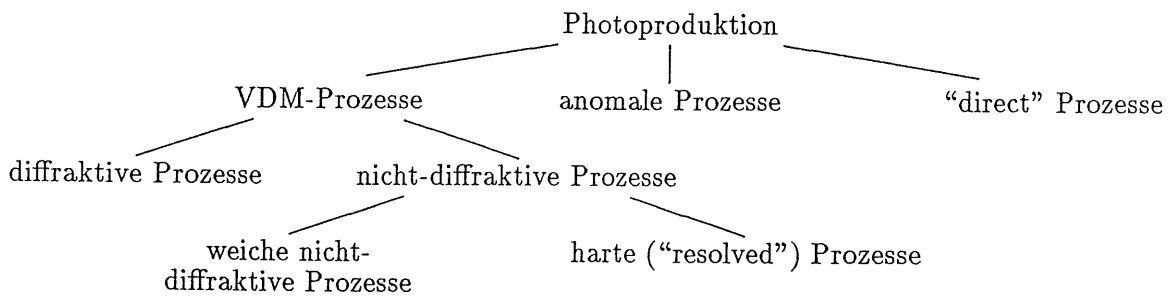 Photoproduktion
VDM-Prozesse
anomale Prozesse
“direct” Prozesse
diffraktive Prozesse
nicht-diffraktive Prozesse
weiche nicht-
diffraktive Prozesse
harte (“resolved”) Prozesse